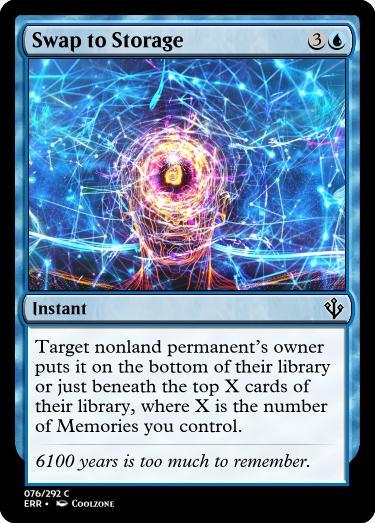 Swap to Storage 3
Instant
Target nonland permanent's owner
puts it on the bottom of their library
or just beneath the top X cards of
their library, where X is the number
of Memories you control.
6100 years is too much to remember.
076/292 C
ERR • Coolzone